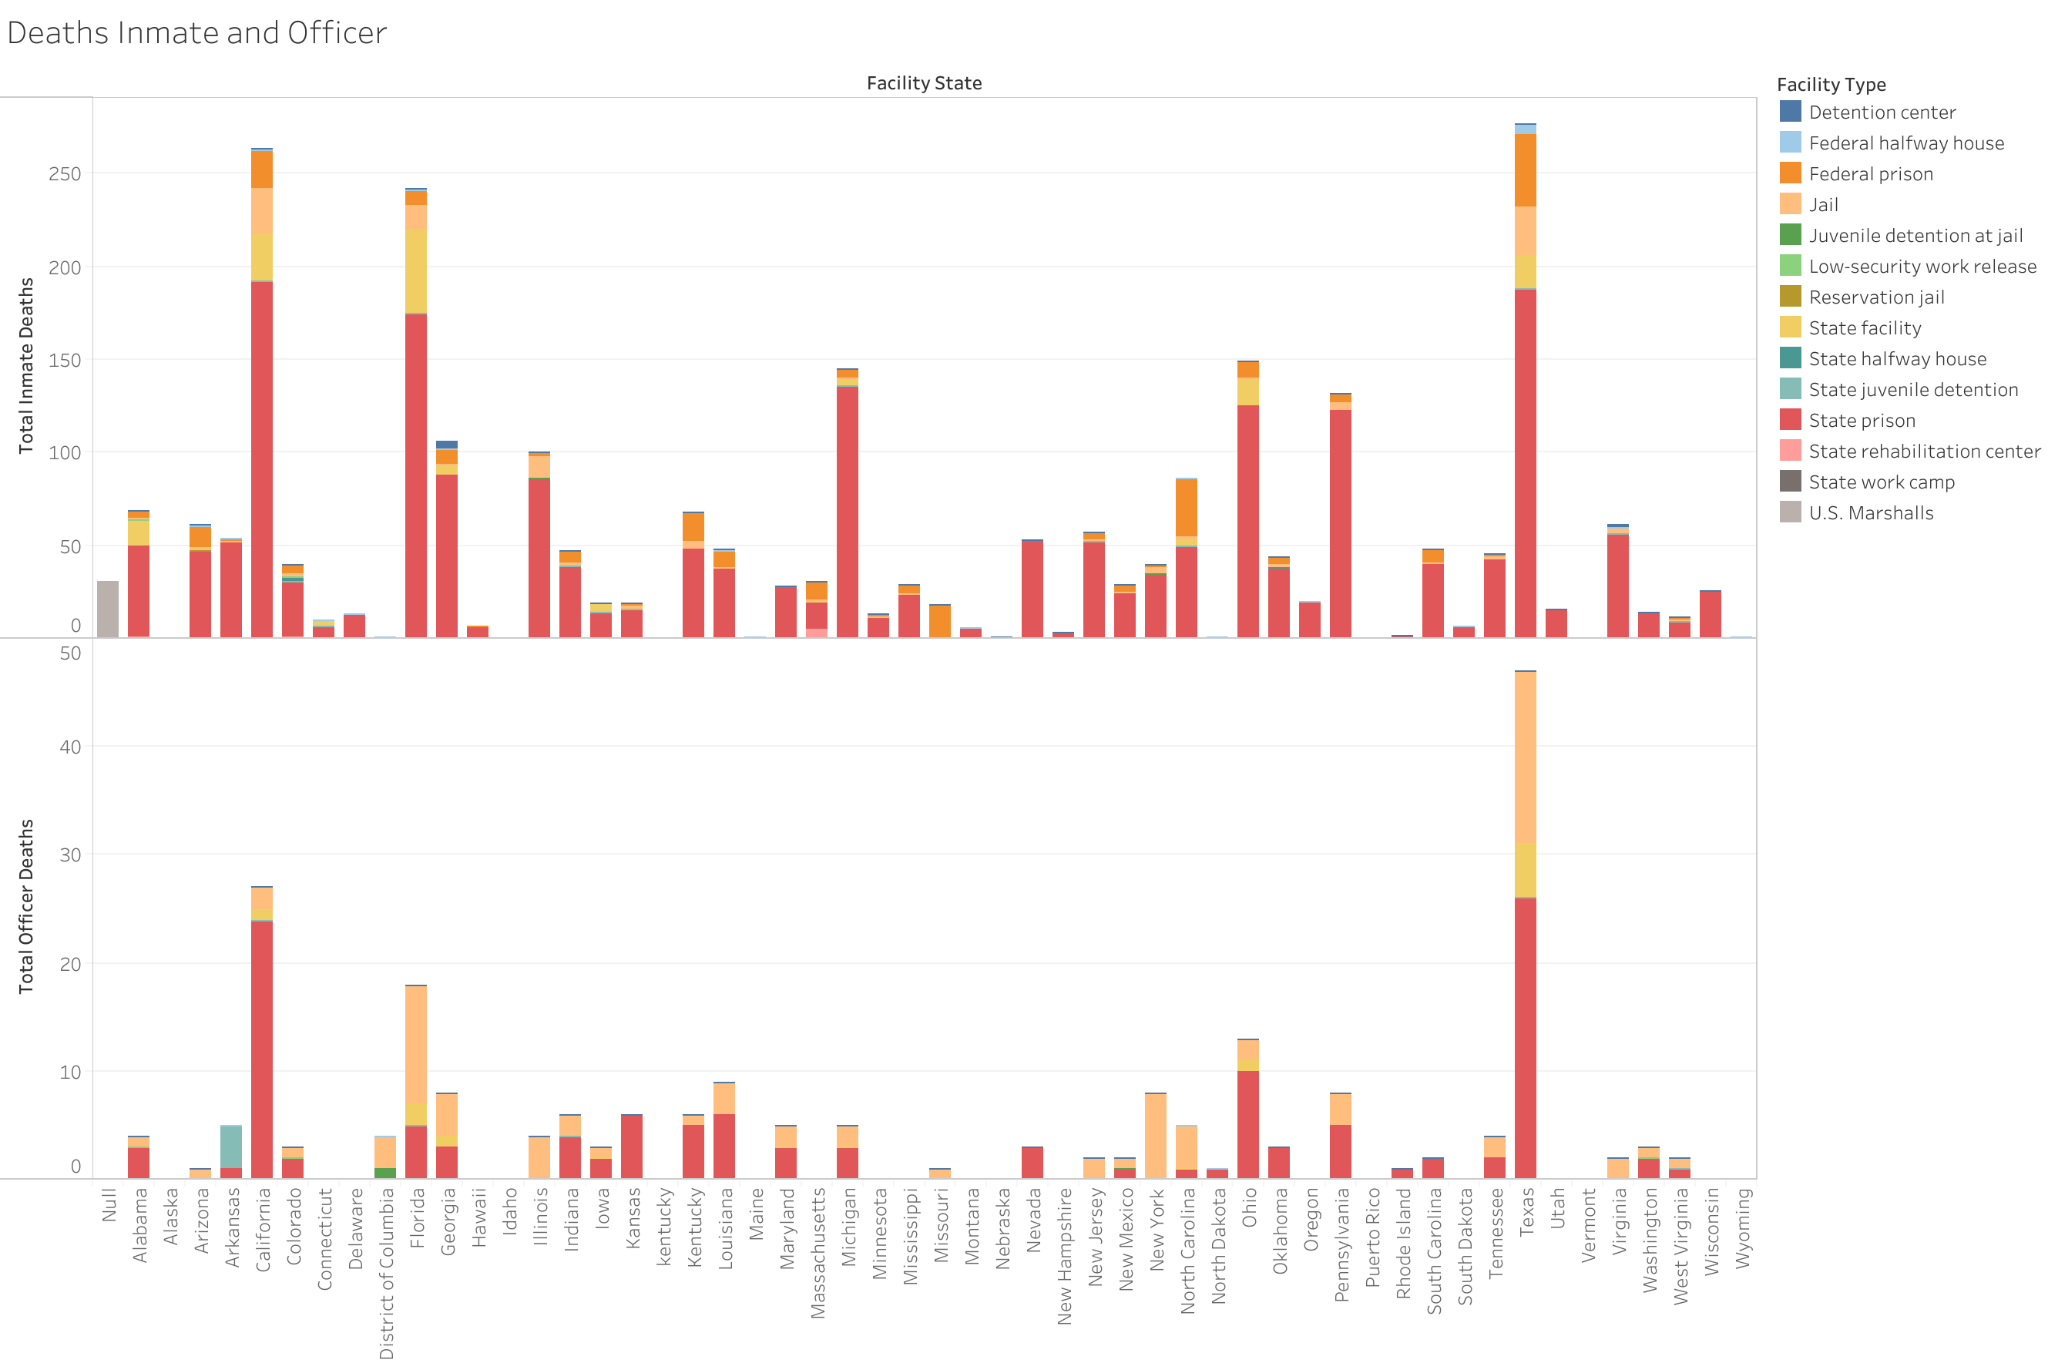 Deaths Inmate and Officer
Facility State
Facility Type
Detention center
Federal halfway house
Federal prison
Jail
Juvenile detention at jail
Low-security work release
Reservation jail
State facility
State halfway house
State juvenile detention
State prison
State rehabilitation center
State work camp
U.S. Marshalls
Total Inmate Deaths
250
200
150
100
50
0
Total Officer Deaths
50
40
30
20
10
0
Null
Alabama
Alaska
Arizona
Arkansas
California
Colorado
Connecticut
Delaware
District of Columbia
Florida
Georgia
Hawaii
Idaho
Illinois
Indiana
Iowa
Kansas
kentucky
Kentucky
Louisiana
Maine
Maryland
Massachusetts
Michigan
Minnesota
Mississippi
Missouri
Montana
Nebraska
Nevada
New Hampshire
New Jersey
New Mexico
New York
North Carolina
North Dakota
Ohio
Oklahoma
Oregon
Pennsylvania
Puerto Rico
Rhode Island
South Carolina
South Dakota
Tennessee
Texas
Utah
Vermont
Virginia
Washington
West Virginia
Wisconsin
Wyoming